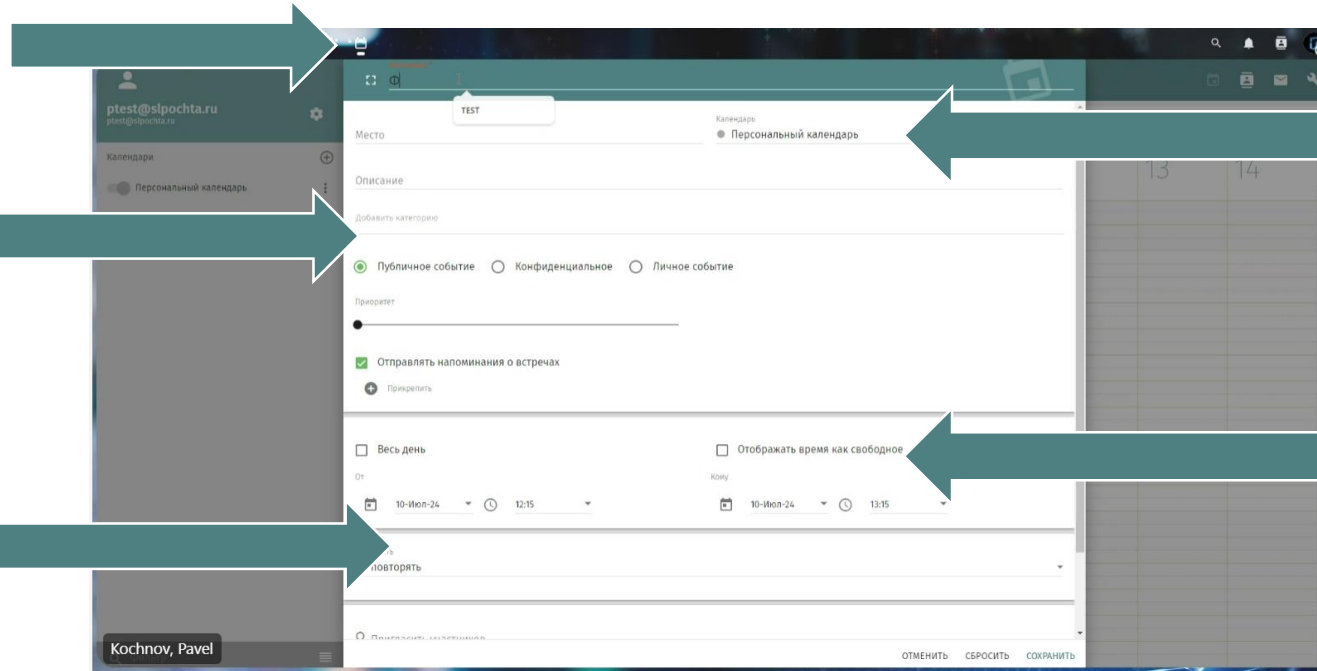 Ф
ptest@slpochta.ru
ptest@slpochta.ru
TEST
Место
Календарь
Персональный календарь
Календари
Персональный календарь
13 14
Описание
Добавить категорию
Публичное событие Конфиденциальное Личное событие
Приоритет
Отправлять напоминания о встречах
Прикрепить
Весь день
Отображать время как свободное
От
Кому
10-Июл-24 12:15
10-Июл-24 13:15
повторять
Пригласить участников
Kochnov, Pavel
ОТМЕНИТЬ СБРОСИТЬ СОХРАНИТЬ